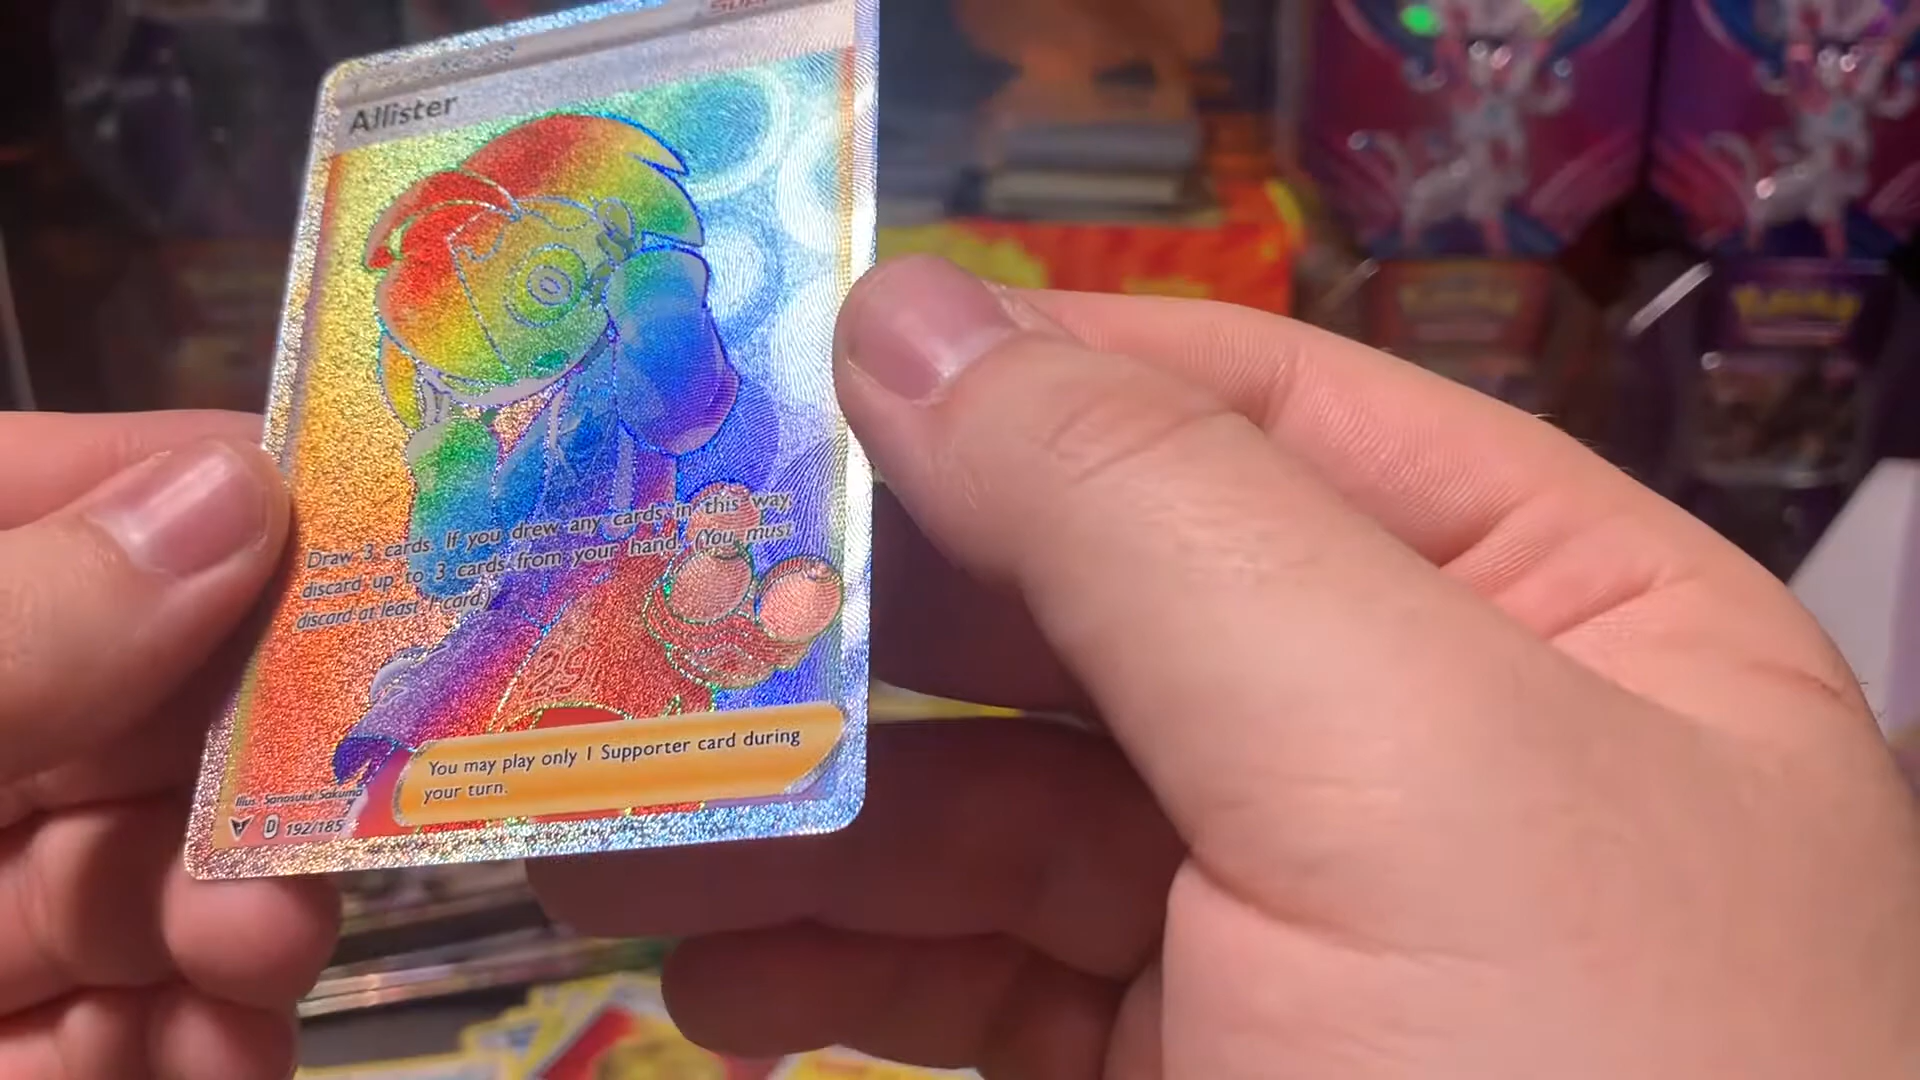 Allister
Draw 3 cards. If you drew any cards in this way,
discard up to 3 cards from your hand. (You must
discard at least 1 card.)
You may play only 1 Supporter card during
your turn.
Illus. Sanosuke Sakuma
D 192/185